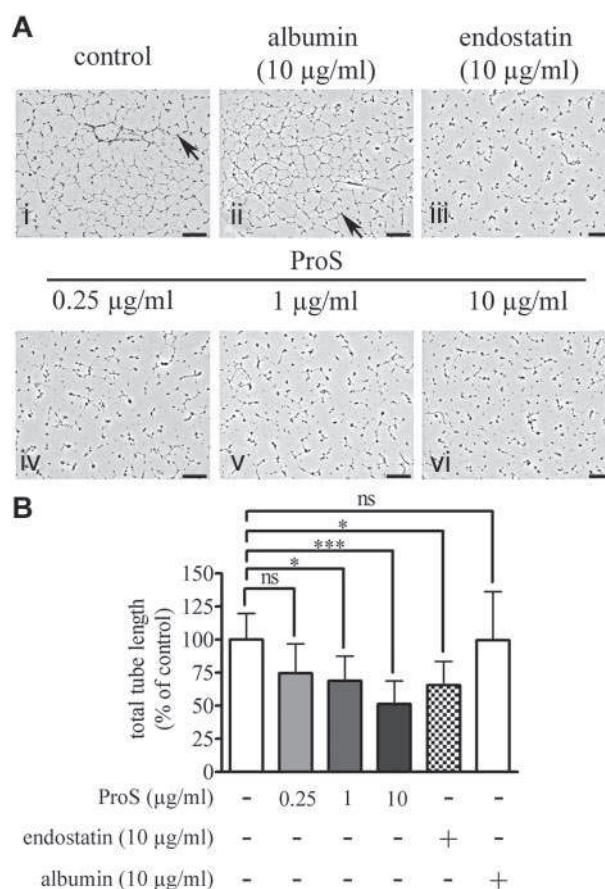 A
control
albumin
(10 μg/ml)
endostatin
(10 μg/ml)
i
ii
iii
ProS
0.25 μg/ml
1 μg/ml
10 μg/ml
iv
v
vi
B
ns
*
***
*
ns
total tube length
(% of control)
150
125
100
75
50
25
0
ProS (μg/ml) - 0.25 1 10 - -
endostatin (10 μg/ml) - - - - + -
albumin (10 μg/ml) - - - - - +